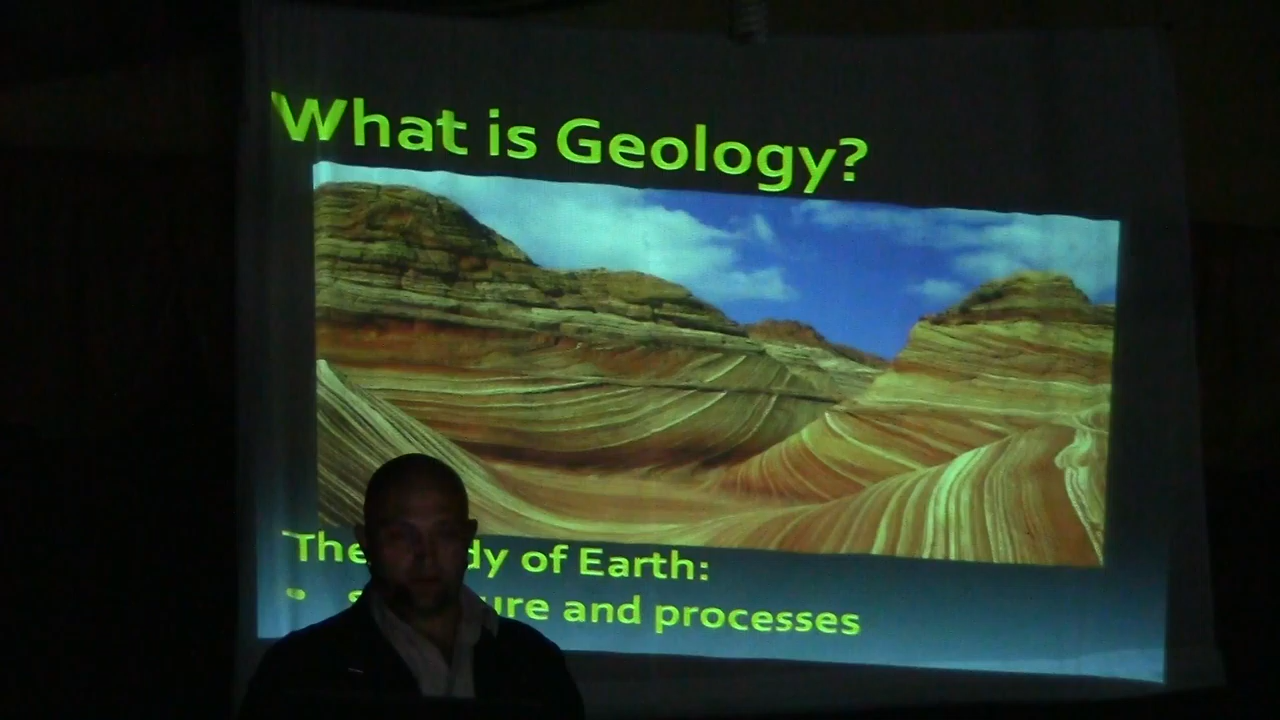 What is Geology?
The dy of Earth:
• s ure and processes